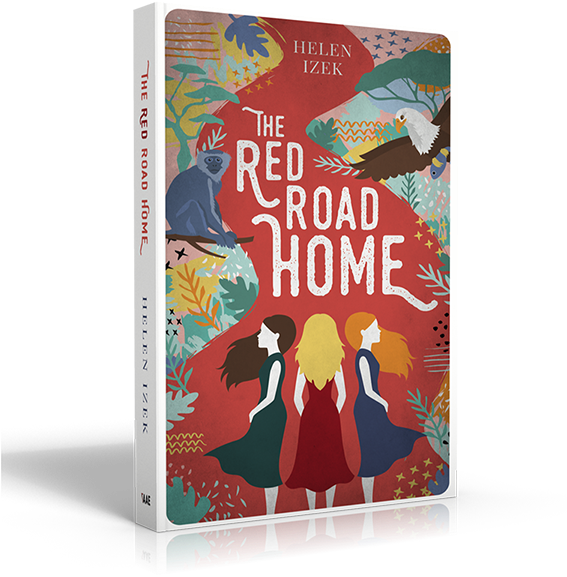 HELEN
IZEK
THE
RED
ROAD
HOME
THE RED ROAD HOME
HELEN IZEK